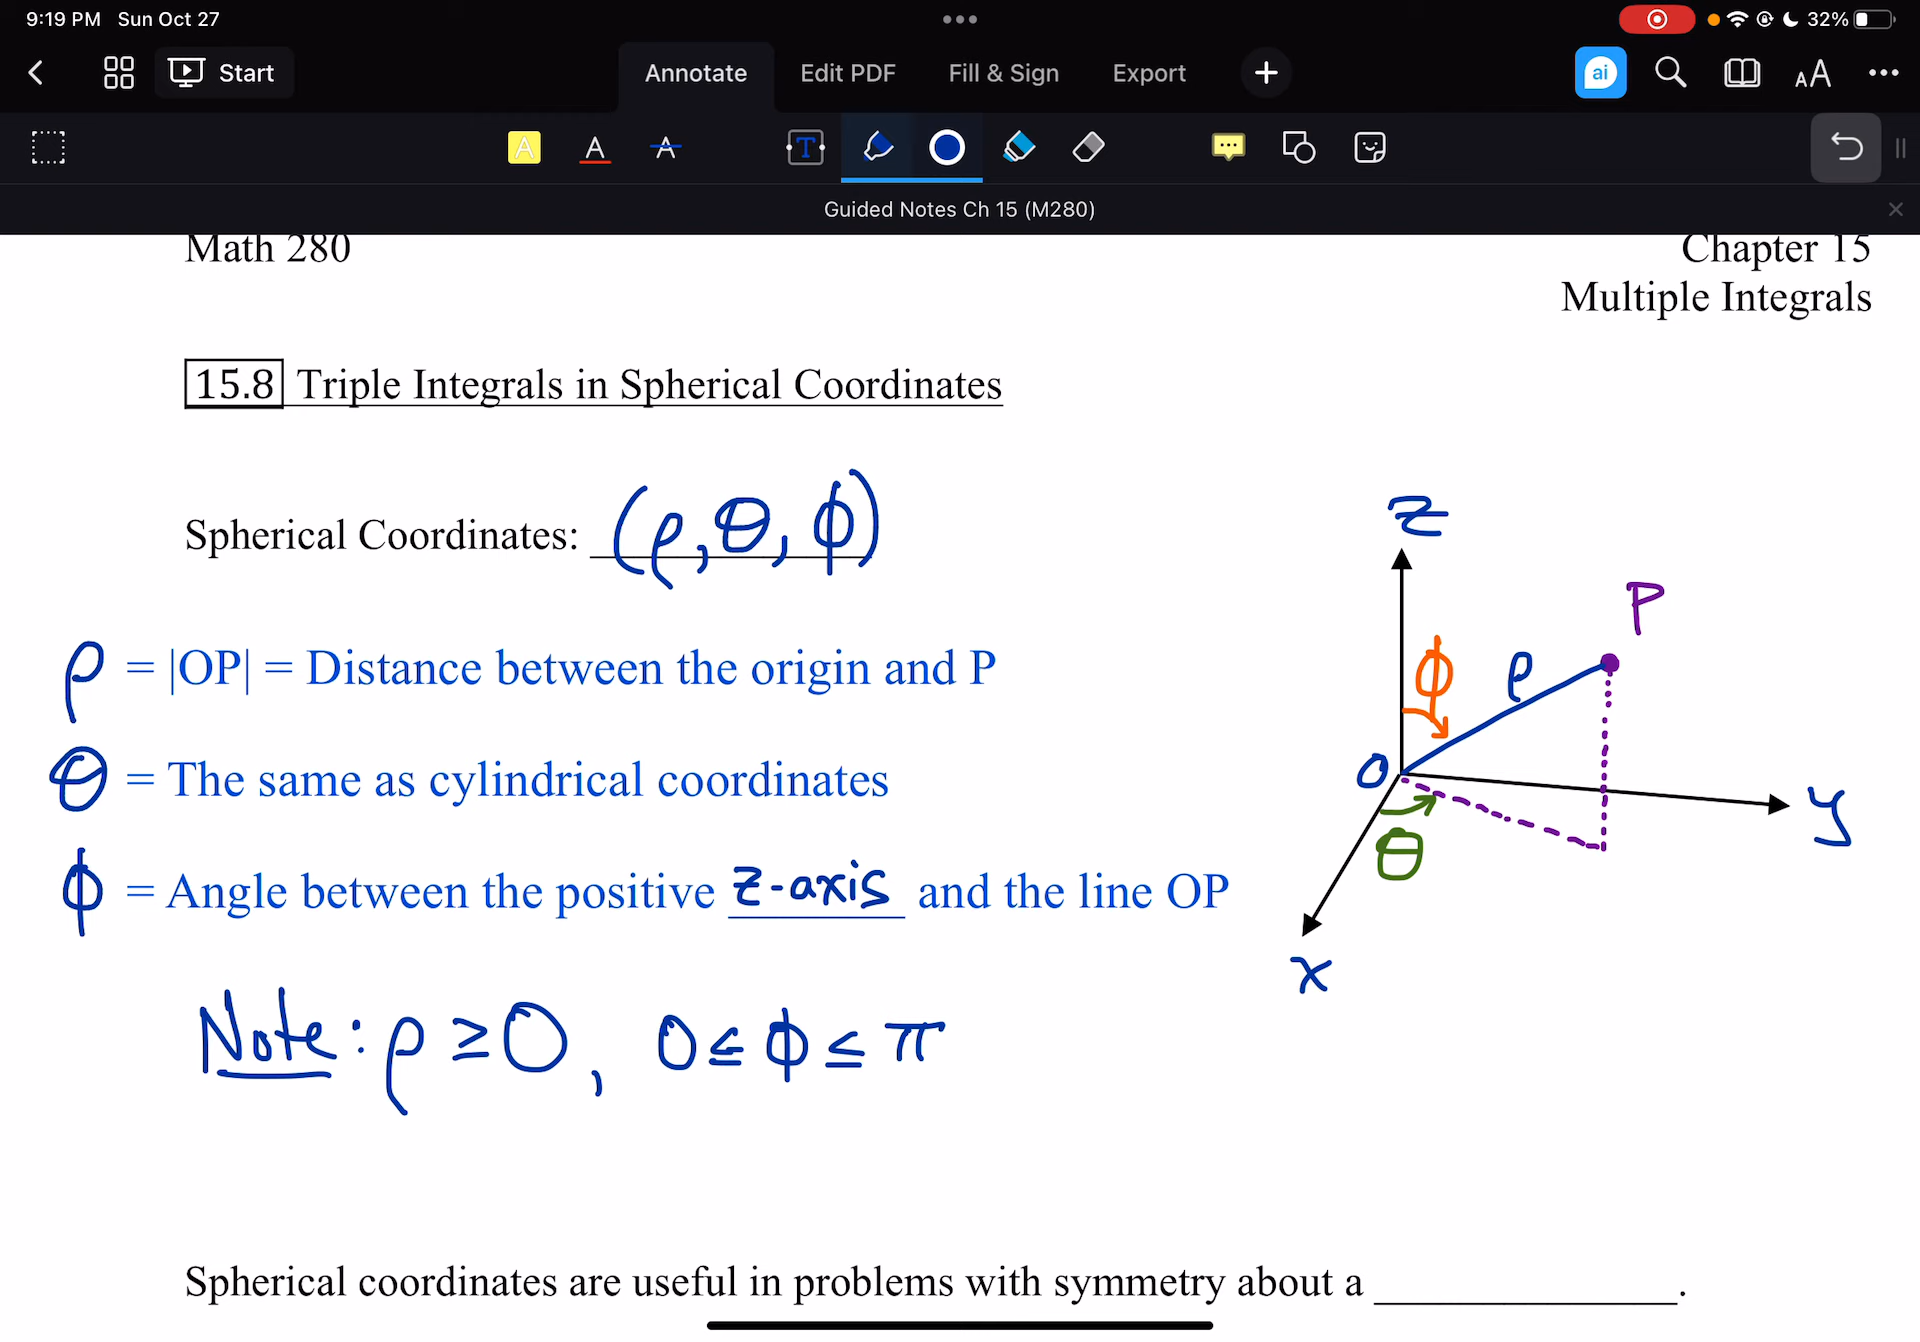 9:19 PM Sun Oct 27 32%
Start Annotate Edit PDF Fill & Sign Export + ai AA
A A A T
Guided Notes Ch 15 (M280)
Math 280 Chapter 15
Multiple Integrals
15.8 Triple Integrals in Spherical Coordinates
Spherical Coordinates: (ρ, θ, ϕ)
ρ = |OP| = Distance between the origin and P
θ = The same as cylindrical coordinates
ϕ = Angle between the positive z-axis and the line OP
Note: ρ ≥ 0, 0 ≤ ϕ ≤ π
z
P
ϕ ρ
O
y
θ
x
Spherical coordinates are useful in problems with symmetry about a ______________.